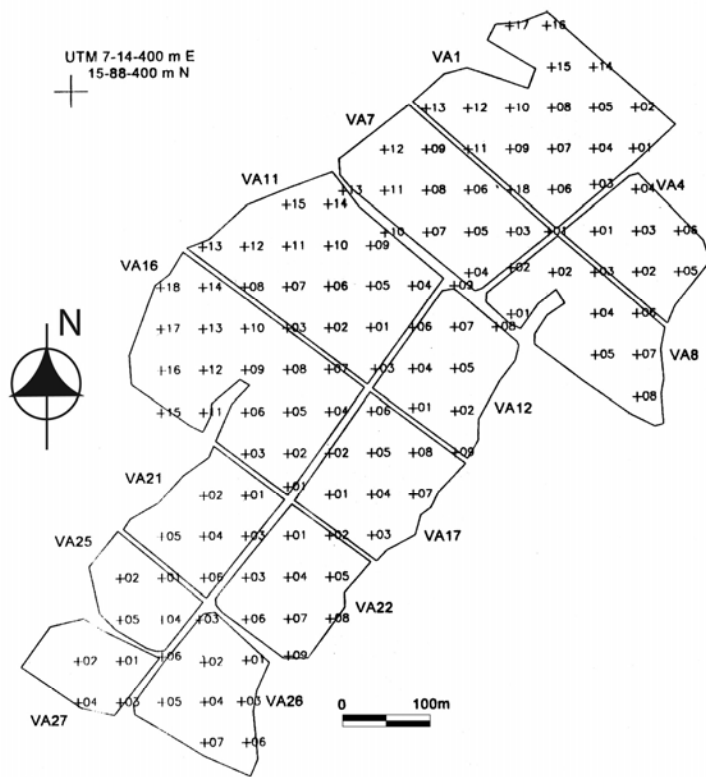 +17 +16
UTM 7-14-400 m E
VA1
15-88-400 m N
+15 +14
+13 +12 +10 +08 +05 +02
VA7
+12 +09 +11 +09 +07 +04 +01
VA11
+13 +11 +08 +06 +18 +06 +03 +04 VA4
+15 +14
+10 +07 +05 +03 +01 +01 +03 +06
+13 +12 +11 +10 +09
VA16
+04 +02 +02 +03 +02 +05
+18 +14 +08 +07 +06 +05 +04 +09
+01 +04 +06
N
+17 +13 +10 +03 +02 +01 +06 +07 +08
+05 +07 VA8
+16 +12 +09 +08 +07 +03 +04 +05
+08
+15 +11 +06 +05 +04 +06 +01 +02 VA12
+03 +02 +02 +05 +08 +09
VA21
+01
+02 +01 +01 +04 +07
VA25
+05 +04 +03 +01 +02 +03 VA17
+02 +01 +06 +03 +04 +05
VA22
+05 +04 +03 +06 +07 +08
+02 +01 +06 +02 +01 +09
0 100m
+04 +03 +05 +04 +03 VA26
VA27
+07 +06